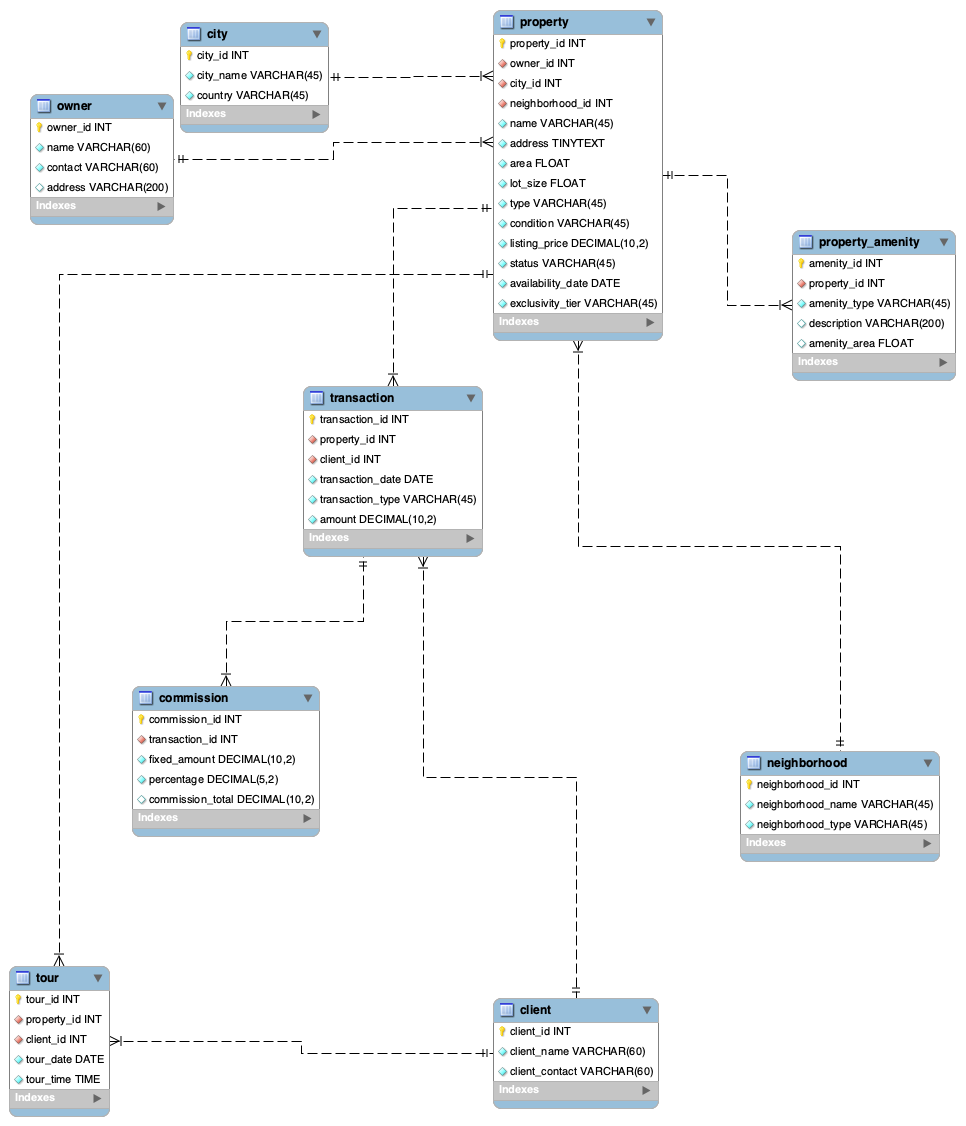 city
city_id INT
city_name VARCHAR(45)
country VARCHAR(45)
Indexes
owner
owner_id INT
name VARCHAR(60)
contact VARCHAR(60)
address VARCHAR(200)
Indexes
property
property_id INT
owner_id INT
city_id INT
neighborhood_id INT
name VARCHAR(45)
address TINYTEXT
area FLOAT
lot_size FLOAT
type VARCHAR(45)
condition VARCHAR(45)
listing_price DECIMAL(10,2)
status VARCHAR(45)
availability_date DATE
exclusivity_tier VARCHAR(45)
Indexes
property_amenity
amenity_id INT
property_id INT
amenity_type VARCHAR(45)
description VARCHAR(200)
amenity_area FLOAT
Indexes
transaction
transaction_id INT
property_id INT
client_id INT
transaction_date DATE
transaction_type VARCHAR(45)
amount DECIMAL(10,2)
Indexes
commission
commission_id INT
transaction_id INT
fixed_amount DECIMAL(10,2)
percentage DECIMAL(5,2)
commission_total DECIMAL(10,2)
Indexes
neighborhood
neighborhood_id INT
neighborhood_name VARCHAR(45)
neighborhood_type VARCHAR(45)
Indexes
tour
tour_id INT
property_id INT
client_id INT
tour_date DATE
tour_time TIME
Indexes
client
client_id INT
client_name VARCHAR(60)
client_contact VARCHAR(60)
Indexes